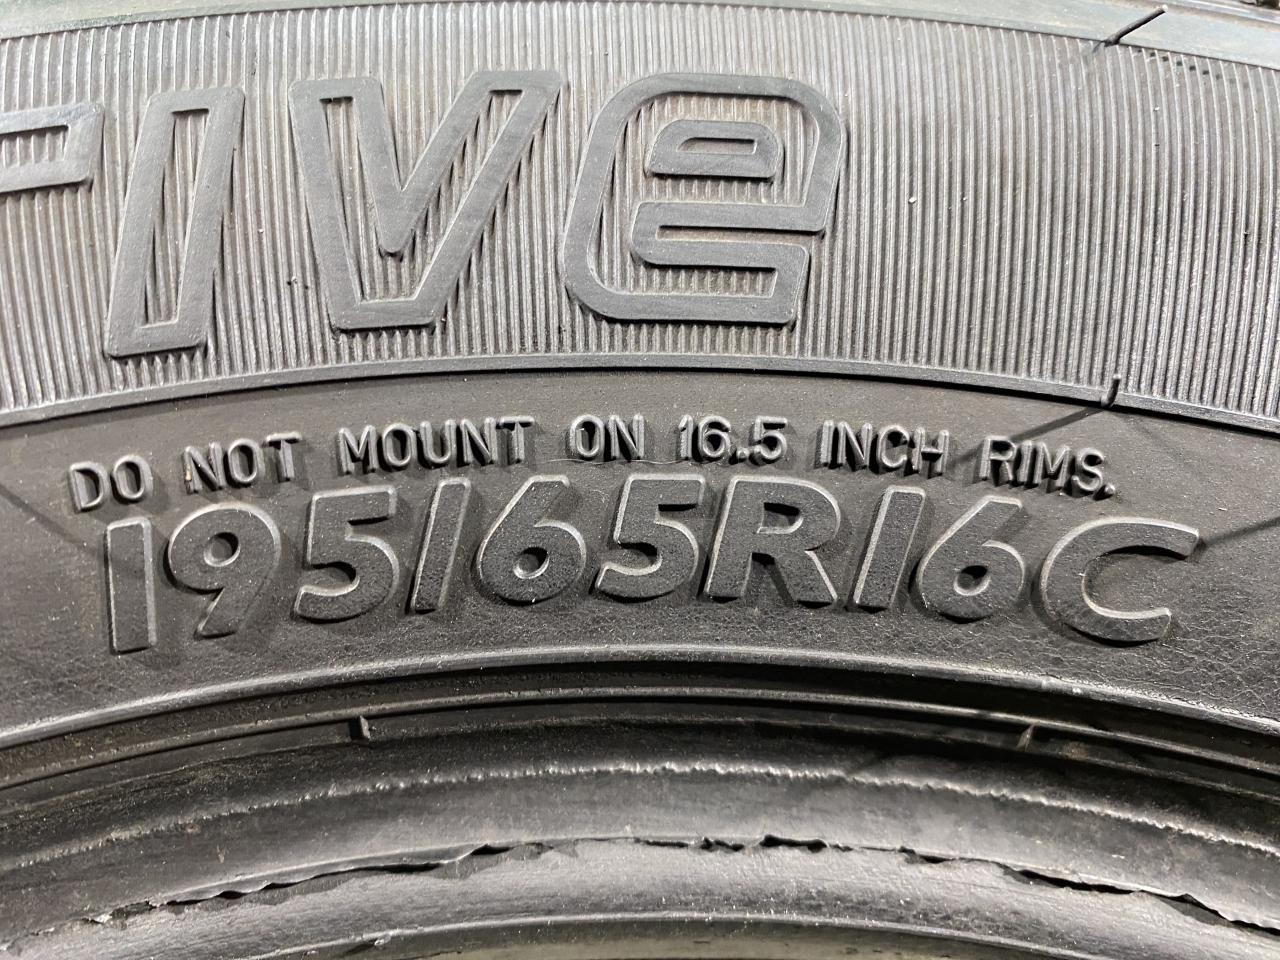 ive
DO NOT MOUNT ON 16.5 INCH RIMS.
195/65R16C